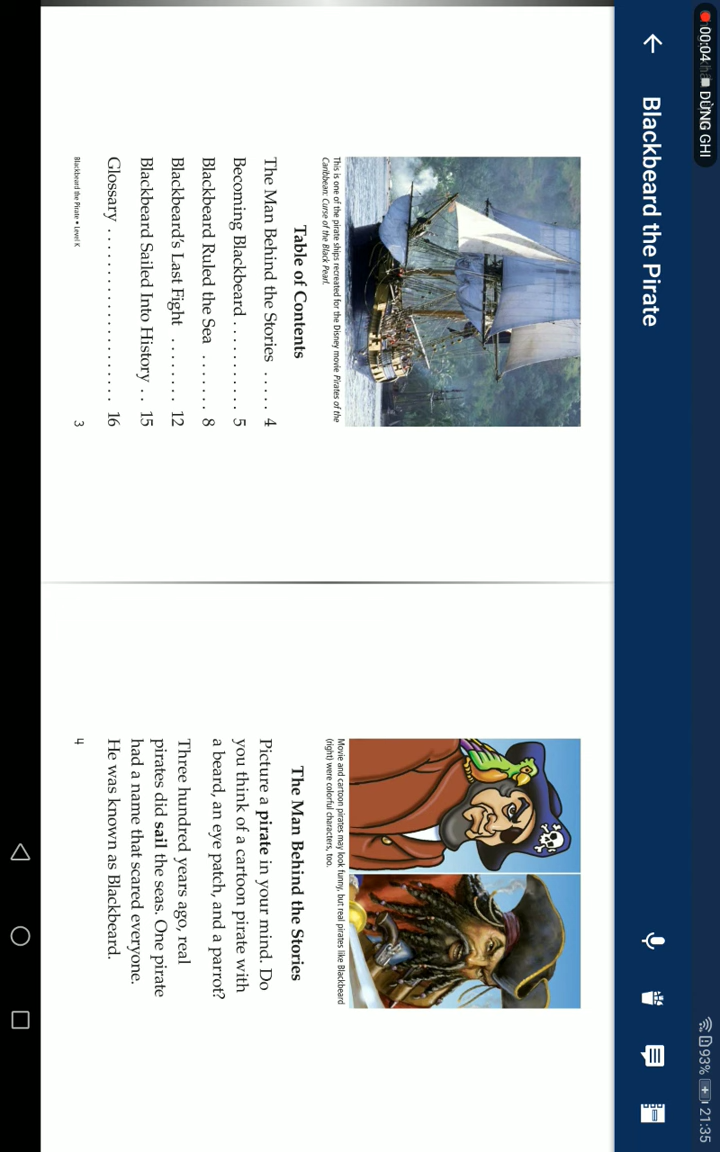 00:04
DỪNG GHI
93%
21:35
Blackbeard the Pirate
This is one of the pirate ships recreated for the Disney movie Pirates of the
Caribbean: Curse of the Black Pearl.
Table of Contents
The Man Behind the Stories ..... 4
Becoming Blackbeard .......... 5
Blackbeard Ruled the Sea ....... 8
Blackbeard's Last Fight ........ 12
Blackbeard Sailed Into History .. 15
Glossary ..................... 16
Blackbeard the Pirate • Level K
3
Movie and cartoon pirates may look funny, but real pirates like Blackbeard
(right) were colorful characters, too.
The Man Behind the Stories
Picture a pirate in your mind. Do
you think of a cartoon pirate with
a beard, an eye patch, and a parrot?
Three hundred years ago, real
pirates did sail the seas. One pirate
had a name that scared everyone.
He was known as Blackbeard.
4